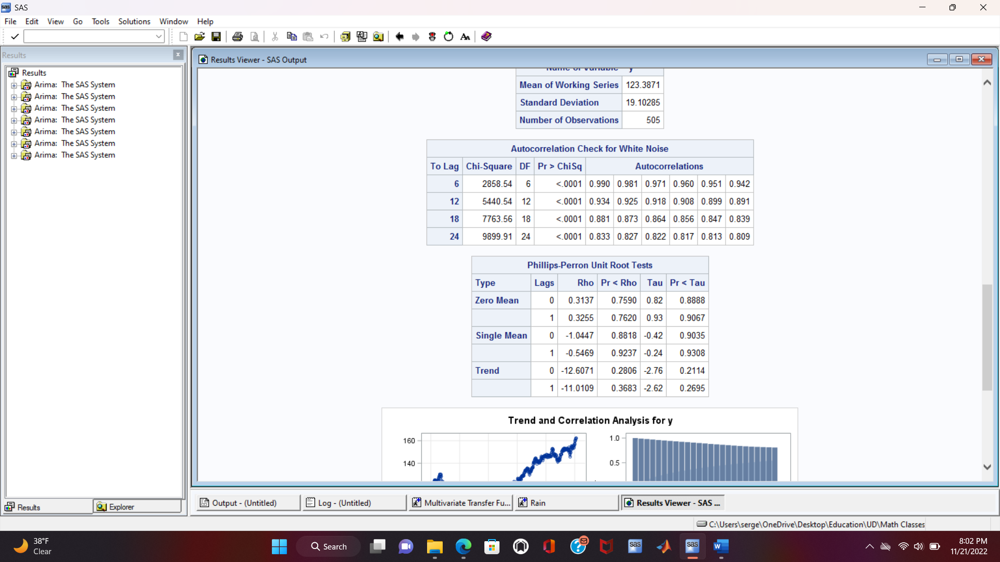 SAS
File Edit View Go Tools Solutions Window Help
Results
Results
Arima: The SAS System
Arima: The SAS System
Arima: The SAS System
Arima: The SAS System
Arima: The SAS System
Arima: The SAS System
Arima: The SAS System
Results Viewer - SAS Output
Name of Variable y
Mean of Working Series 123.3871
Standard Deviation 19.10285
Number of Observations 505
Autocorrelation Check for White Noise
To Lag Chi-Square DF Pr > ChiSq Autocorrelations
6 2858.54 6 <.0001 0.990 0.981 0.971 0.960 0.951 0.942
12 5440.54 12 <.0001 0.934 0.925 0.918 0.908 0.899 0.891
18 7763.56 18 <.0001 0.881 0.873 0.864 0.856 0.847 0.839
24 9899.91 24 <.0001 0.833 0.827 0.822 0.817 0.813 0.809
Phillips-Perron Unit Root Tests
Type Lags Rho Pr < Rho Tau Pr < Tau
Zero Mean 0 0.3137 0.7590 0.82 0.8888
1 0.3255 0.7620 0.93 0.9067
Single Mean 0 -1.0447 0.8818 -0.42 0.9035
1 -0.5469 0.9237 -0.24 0.9308
Trend 0 -12.6071 0.2806 -2.76 0.2114
1 -11.0109 0.3683 -2.62 0.2695
Trend and Correlation Analysis for y
160
140
1.0
0.5
Results Explorer
Output - (Untitled) Log - (Untitled) Multivariate Transfer Fu... Rain Results Viewer - SAS ...
C:\Users\serge\OneDrive\Desktop\Education\UD\Math Classes
38°F
Clear
Search
sas
sas
8:02 PM
11/21/2022